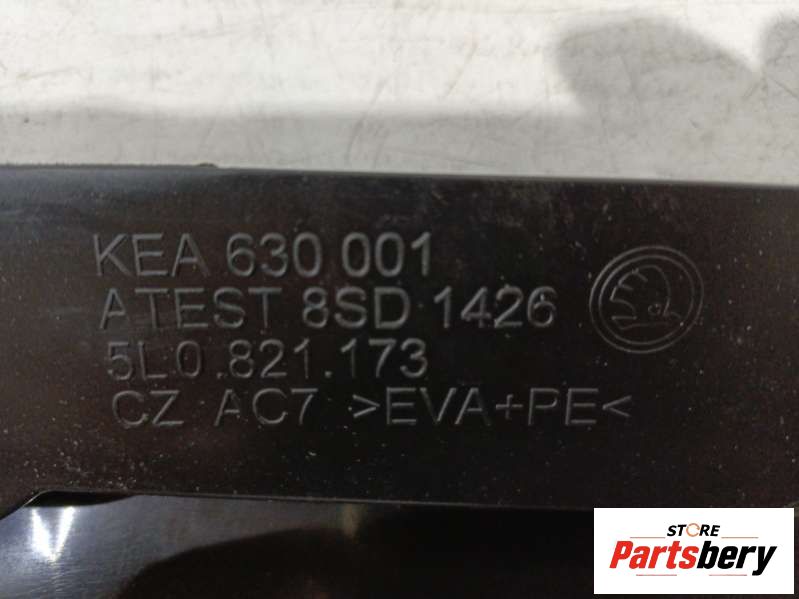 KEA 630 001
ATEST 8SD 1426
5L0.821.173
CZ AC7 >EVA+PE<
STORE
Partsbery